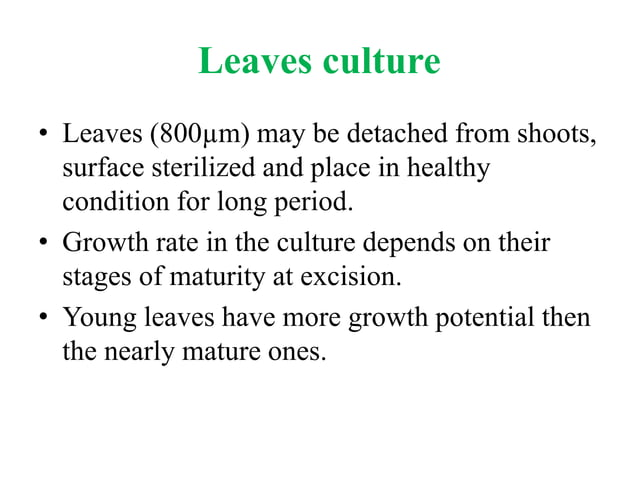 Leaves culture
• Leaves (800µm) may be detached from shoots,
surface sterilized and place in healthy
condition for long period.
• Growth rate in the culture depends on their
stages of maturity at excision.
• Young leaves have more growth potential then
the nearly mature ones.